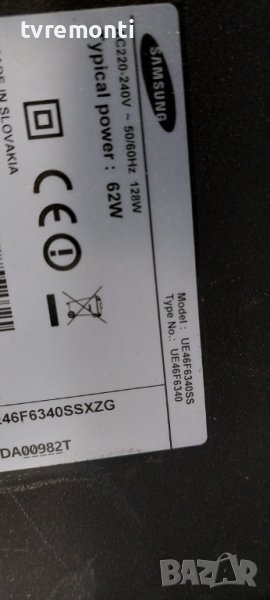 tvremonti
SAMSUNG
C220-240V ~ 50/60Hz 128W
ypical power : 62W
ADE IN SLOVAKIA
Model : UE46F6340SS
Type No.: UE46F6340
E46F6340SSXZG
DA00982T
BAZAR